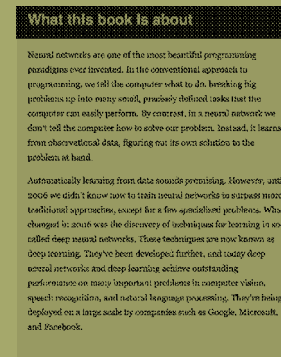 What this book is about
Neural networks are one of the most beautiful programming
paradigms ever invented. In the conventional approach to
programming, we tell the computer what to do, breaking big
problems up into many small, precisely defined tasks that the
computer can easily perform. By contrast, in a neural network we
don't tell the computer how to solve our problem. Instead, it learns
from observational data, figuring out its own solution to the
problem at hand.
Automatically learning from data sounds promising. However, unti
2006 we didn't know how to train neural networks to surpass more
traditional approaches, except for a few specialized problems. What
changed in 2006 was the discovery of techniques for learning in so-
called deep neural networks. These techniques are now known as
deep learning. They've been developed further, and today deep
neural networks and deep learning achieve outstanding
performance on many important problems in computer vision,
speech recognition, and natural language processing. They're being
deployed on a large scale by companies such as Google, Microsoft,
and Facebook.